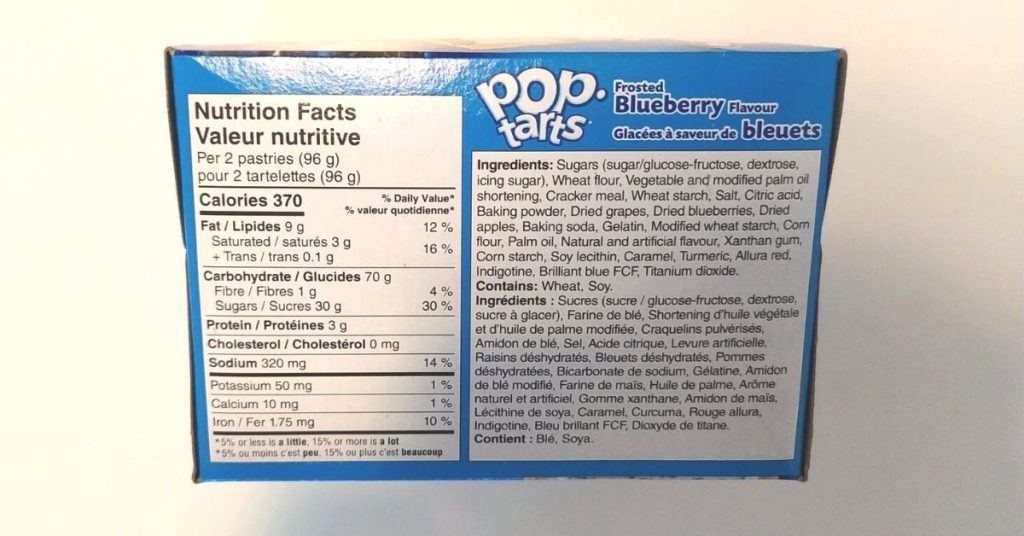 Nutrition Facts
Valeur nutritive
Per 2 pastries (96 g)
pour 2 tartelettes (96 g)
Calories 370
% Daily Value*
% valeur quotidienne*
Fat / Lipides 9 g 12 %
Saturated / saturés 3 g
+ Trans / trans 0.1 g
16 %
Carbohydrate / Glucides 70 g
Fibre / Fibres 1 g 4 %
Sugars / Sucres 30 g 30 %
Protein / Protéines 3 g
Cholesterol / Cholestérol 0 mg
Sodium 320 mg 14 %
Potassium 50 mg 1 %
Calcium 10 mg 1 %
Iron / Fer 1.75 mg 10 %
*5% or less is a little, 15% or more is a lot
*5% ou moins c'est peu, 15% ou plus c'est beaucoup
pop.
tarts
Frosted
Blueberry Flavour
Glacées à saveur de bleuets
Ingredients: Sugars (sugar/glucose-fructose, dextrose,
icing sugar), Wheat flour, Vegetable and modified palm oil
shortening, Cracker meal, Wheat starch, Salt, Citric acid,
Baking powder, Dried grapes, Dried blueberries, Dried
apples, Baking soda, Gelatin, Modified wheat starch, Corn
flour, Palm oil, Natural and artificial flavour, Xanthan gum,
Corn starch, Soy lecithin, Caramel, Turmeric, Allura red,
Indigotine, Brilliant blue FCF, Titanium dioxide.
Contains: Wheat, Soy.
Ingrédients : Sucres (sucre / glucose-fructose, dextrose,
sucre à glacer), Farine de blé, Shortening d'huile végétale
et d'huile de palme modifiée, Craquelins pulvérisés,
Amidon de blé, Sel, Acide citrique, Levure artificielle,
Raisins déshydratés, Bleuets déshydratés, Pommes
déshydratées, Bicarbonate de sodium, Gélatine, Amidon
de blé modifié, Farine de maïs, Huile de palme, Arôme
naturel et artificiel, Gomme xanthane, Amidon de maïs,
Lécithine de soya, Caramel, Curcuma, Rouge allura,
Indigotine, Bleu brillant FCF, Dioxyde de titane.
Contient : Blé, Soya.